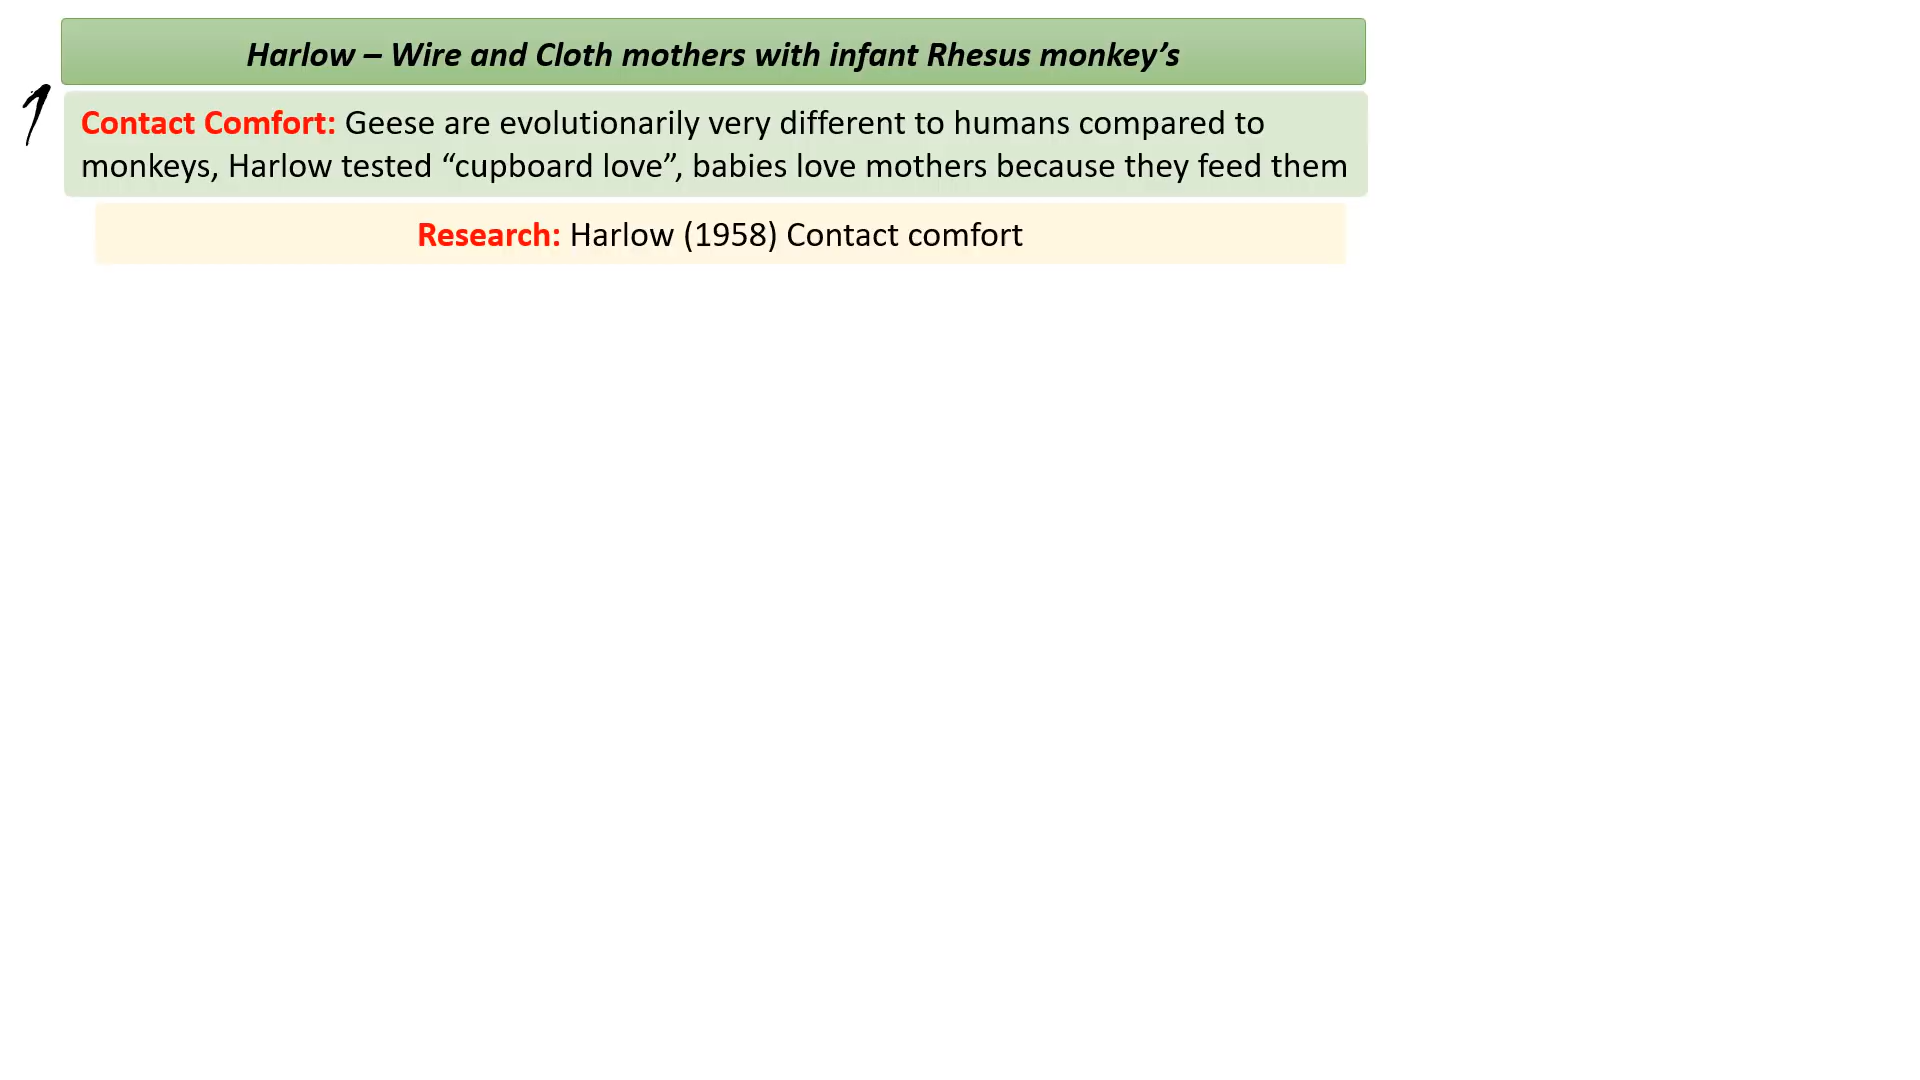 Harlow – Wire and Cloth mothers with infant Rhesus monkey’s
1
Contact Comfort: Geese are evolutionarily very different to humans compared to
monkeys, Harlow tested “cupboard love”, babies love mothers because they feed them
Research: Harlow (1958) Contact comfort